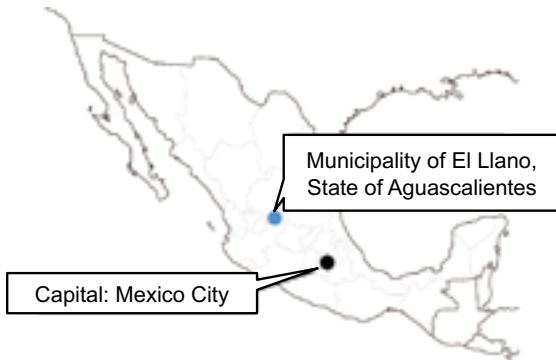 Municipality of El Llano,
State of Aguascalientes
Capital: Mexico City